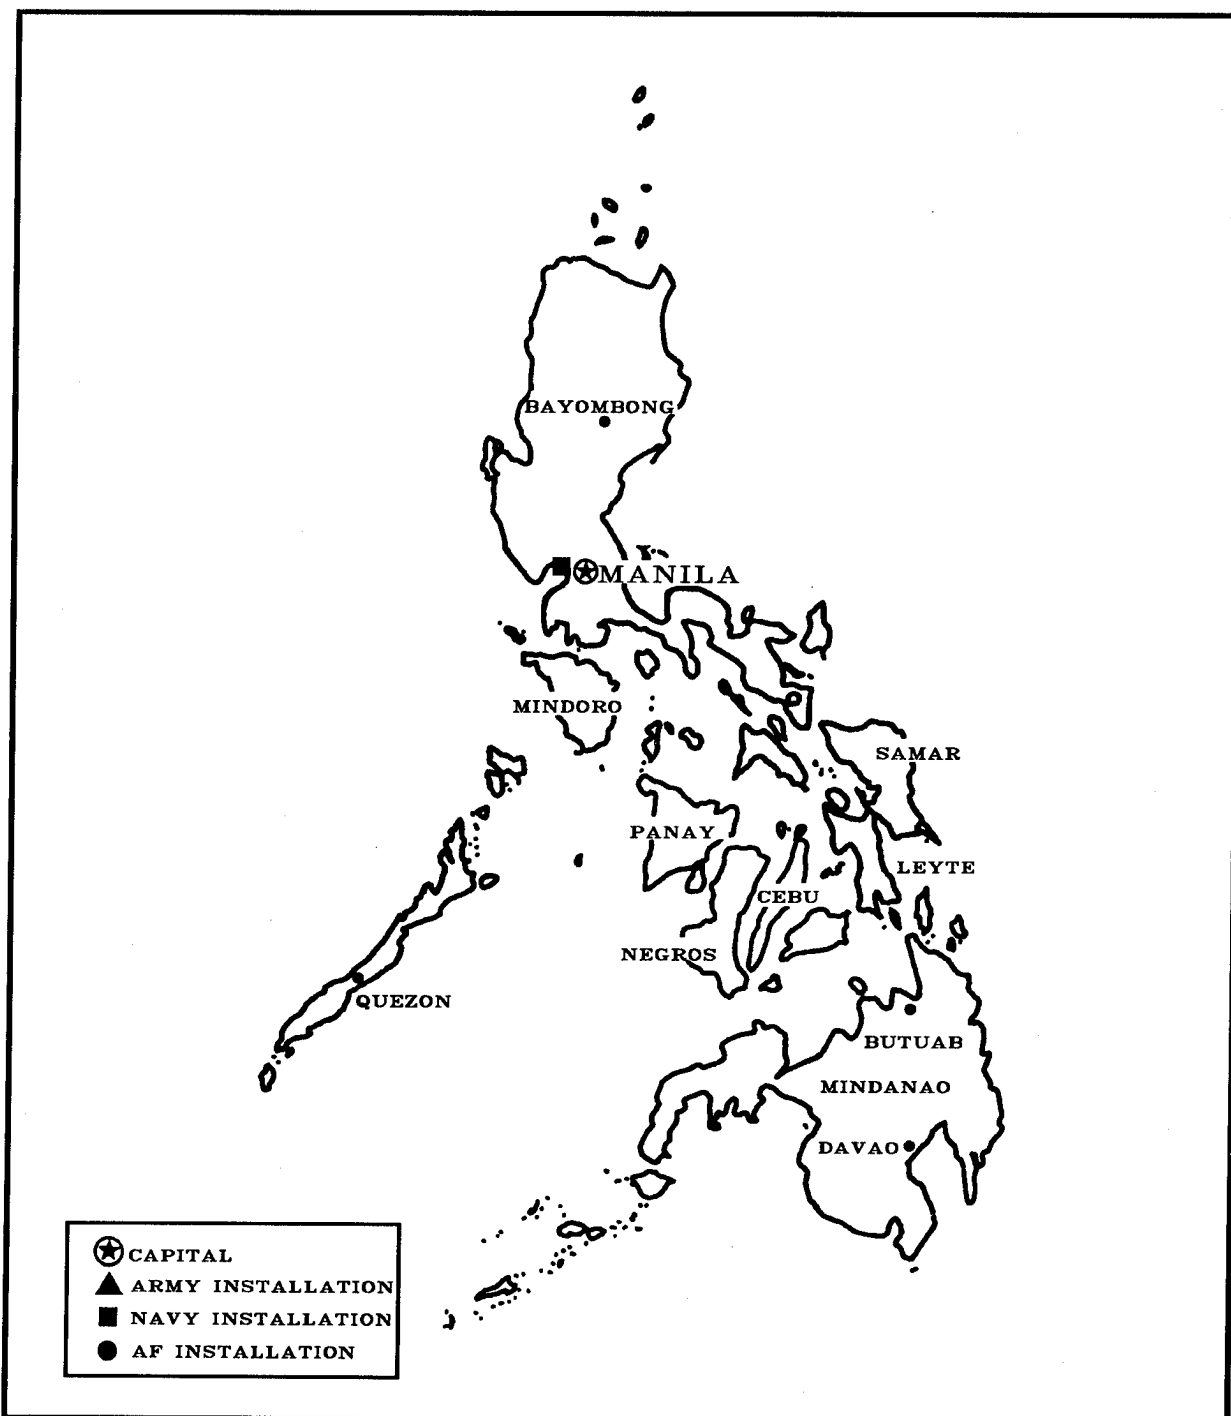 BAYOMBONG
MANILA
MINDORO
SAMAR
PANAY
LEYTE
CEBU
NEGROS
QUEZON
BUTUAB
MINDANAO
DAVAO
CAPITAL
ARMY INSTALLATION
NAVY INSTALLATION
AF INSTALLATION